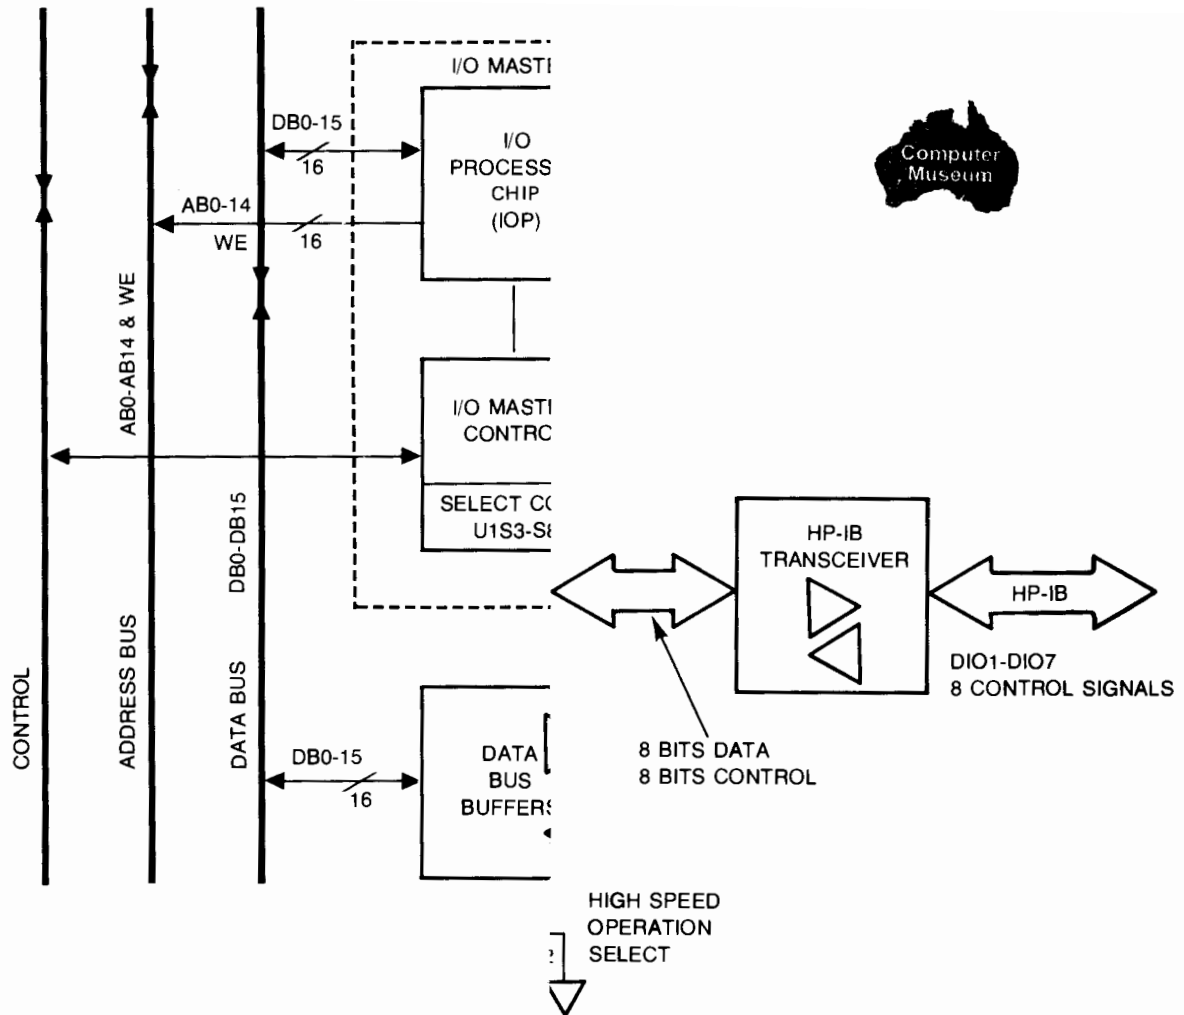 I/O MASTE
DB0-15
16
I/O
PROCESS
CHIP
(IOP)
AB0-14
WE
16
Computer
Museum
AB0-AB14 & WE
I/O MAST
CONTRO
SELECT CO
U1S3-S8
DB0-DB15
HP-IB
TRANSCEIVER
HP-IB
DIO1-DIO7
8 CONTROL SIGNALS
CONTROL
ADDRESS BUS
DATA BUS
DB0-15
16
DATA
BUS
BUFFERS
8 BITS DATA
8 BITS CONTROL
HIGH SPEED
OPERATION
SELECT